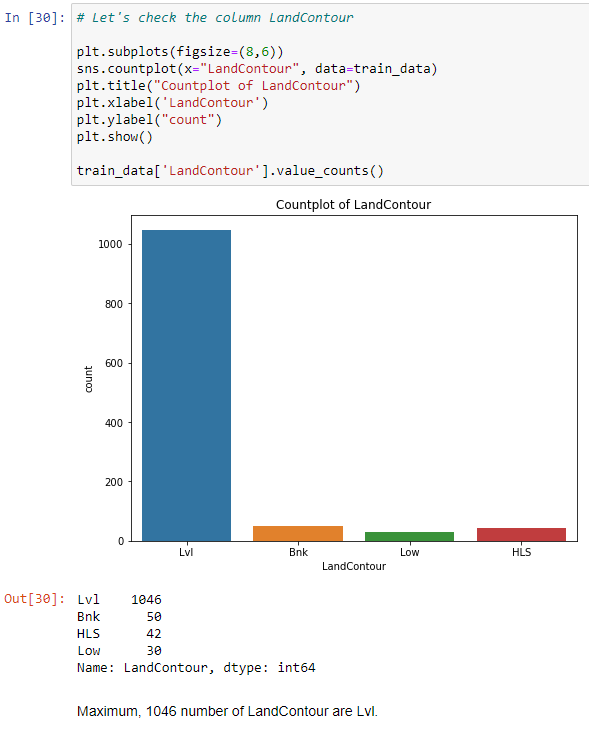 In [30]: # Let's check the column LandContour
plt.subplots(figsize=(8,6))
sns.countplot(x="LandContour", data=train_data)
plt.title("Countplot of LandContour")
plt.xlabel('LandContour')
plt.ylabel("count")
plt.show()
train_data['LandContour'].value_counts()
Countplot of LandContour
1000
800
600
400
200
0
count
Lvl Bnk Low HLS
LandContour
Out[30]: Lvl 1046
Bnk 50
HLS 42
Low 30
Name: LandContour, dtype: int64
Maximum, 1046 number of LandContour are Lvl.